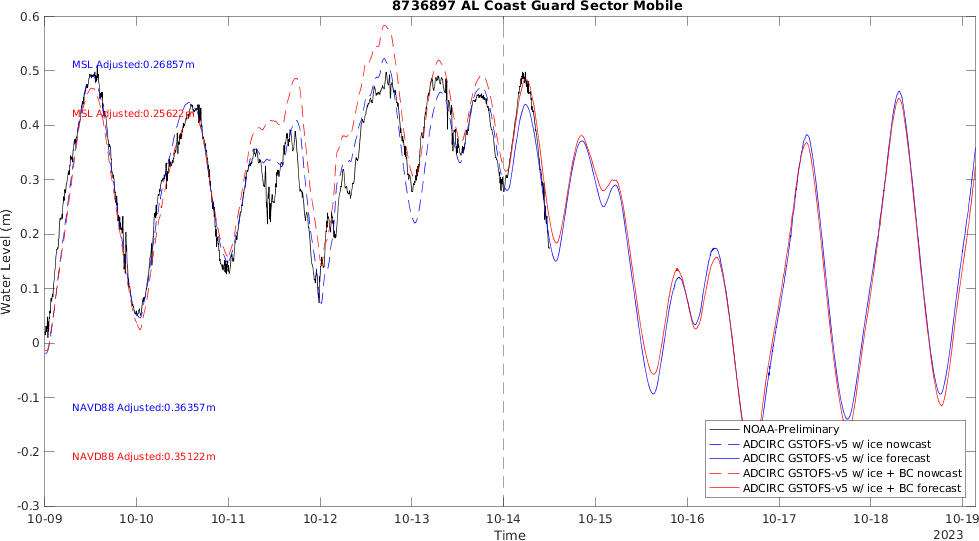 8736897 AL Coast Guard Sector Mobile
0.6
0.5
0.4
0.3
0.2
0.1
0
-0.1
-0.2
-0.3
Water Level (m)
MSL Adjusted:0.26857m
MSL Adjusted:0.25622m
NAVD88 Adjusted:0.36357m
NAVD88 Adjusted:0.35122m
NOAA-Preliminary
ADCIRC GSTOFS-v5 w/ ice nowcast
ADCIRC GSTOFS-v5 w/ ice forecast
ADCIRC GSTOFS-v5 w/ ice + BC nowcast
ADCIRC GSTOFS-v5 w/ ice + BC forecast
10-09 10-10 10-11 10-12 10-13 10-14 10-15 10-16 10-17 10-18 10-19
Time
2023